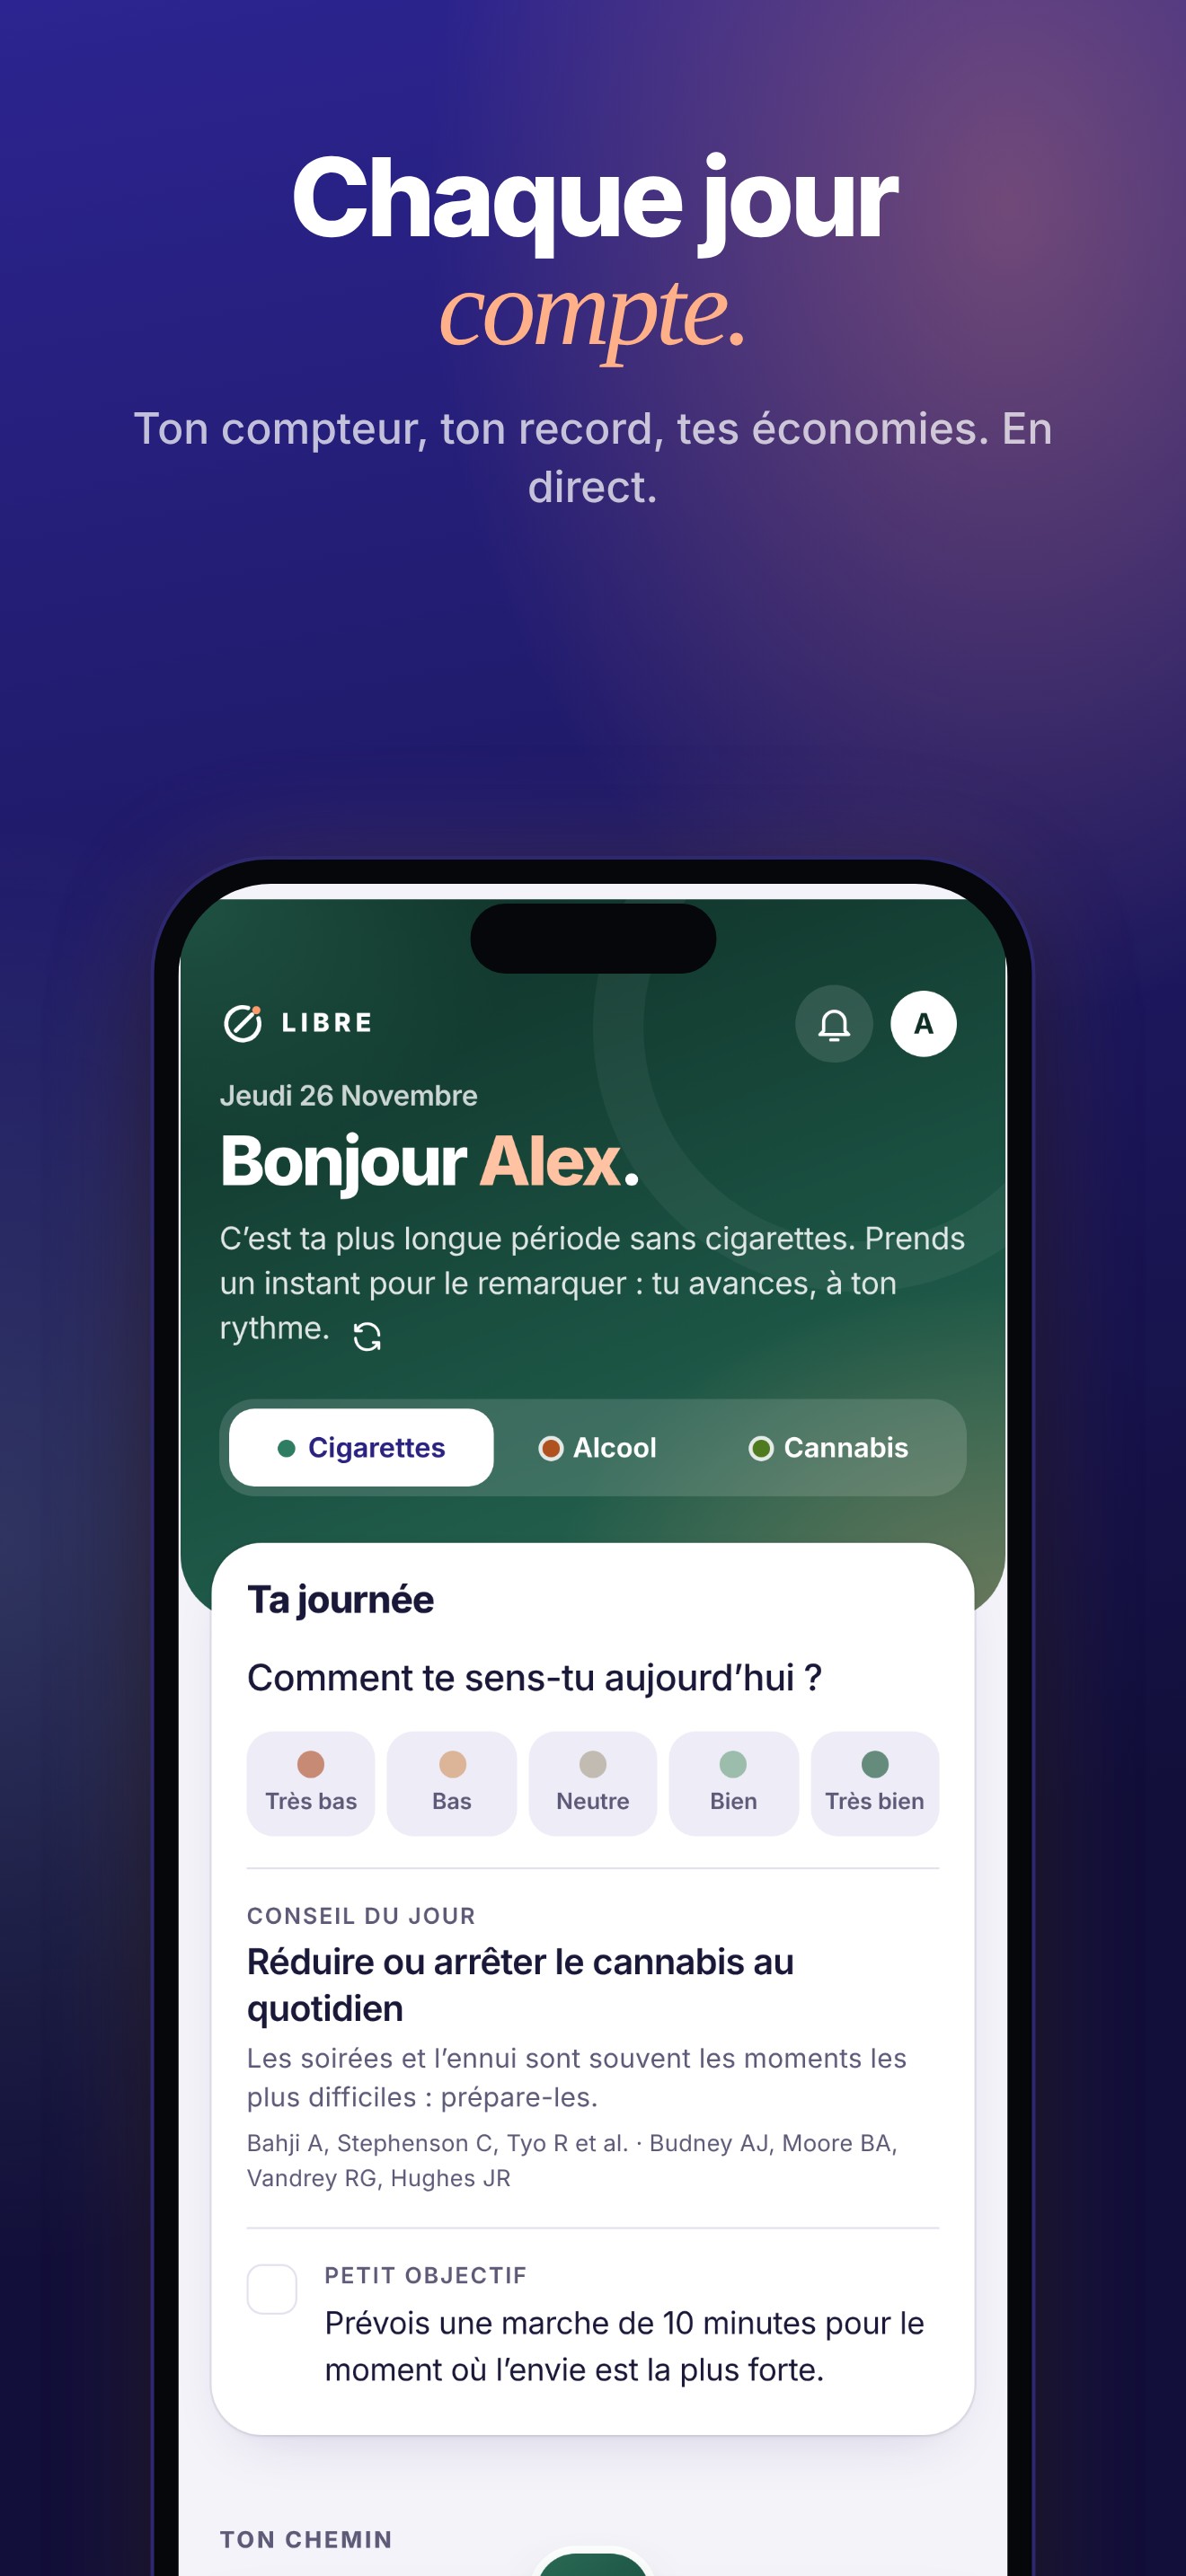 Chaque jour
compte.
Ton compteur, ton record, tes économies. En
direct.
LIBRE
A
Jeudi 26 Novembre
Bonjour Alex.
C’est ta plus longue période sans cigarettes. Prends
un instant pour le remarquer : tu avances, à ton
rythme.
Cigarettes
Alcool
Cannabis
Ta journée
Comment te sens-tu aujourd’hui ?
Très bas
Bas
Neutre
Bien
Très bien
CONSEIL DU JOUR
Réduire ou arrêter le cannabis au
quotidien
Les soirées et l’ennui sont souvent les moments les
plus difficiles : prépare-les.
Bahji A, Stephenson C, Tyo R et al. · Budney AJ, Moore BA,
Vandrey RG, Hughes JR
PETIT OBJECTIF
Prévois une marche de 10 minutes pour le
moment où l’envie est la plus forte.
TON CHEMIN